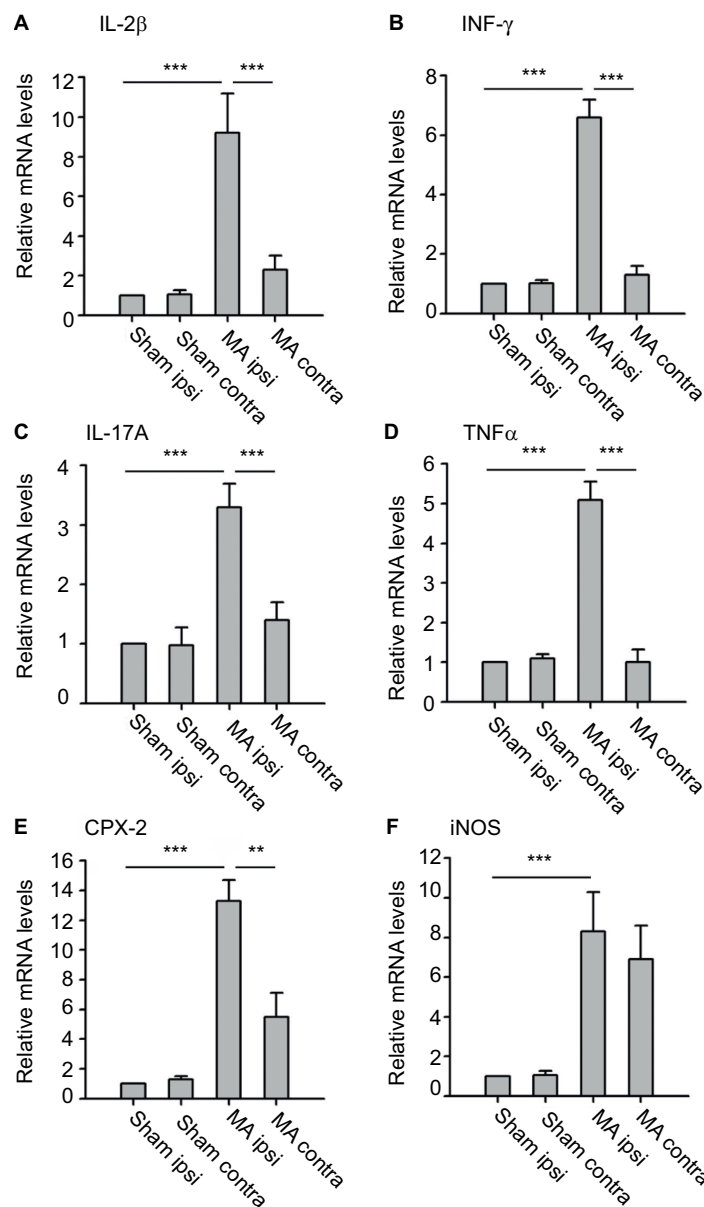 A IL-2β
*** ***
Relative mRNA levels
12
10
8
6
4
2
0
Sham ipsi
Sham contra
MA ipsi
MA contra
B INF-γ
*** ***
Relative mRNA levels
8
6
4
2
0
Sham ipsi
Sham contra
MA ipsi
MA contra
C IL-17A
*** ***
Relative mRNA levels
4
3
2
1
0
Sham ipsi
Sham contra
MA ipsi
MA contra
D TNFα
*** ***
Relative mRNA levels
6
5
4
3
2
1
0
Sham ipsi
Sham contra
MA ipsi
MA contra
E CPX-2
*** **
Relative mRNA levels
16
14
12
10
8
6
4
2
0
Sham ipsi
Sham contra
MA ipsi
MA contra
F iNOS
***
Relative mRNA levels
12
10
8
6
4
2
0
Sham ipsi
Sham contra
MA ipsi
MA contra